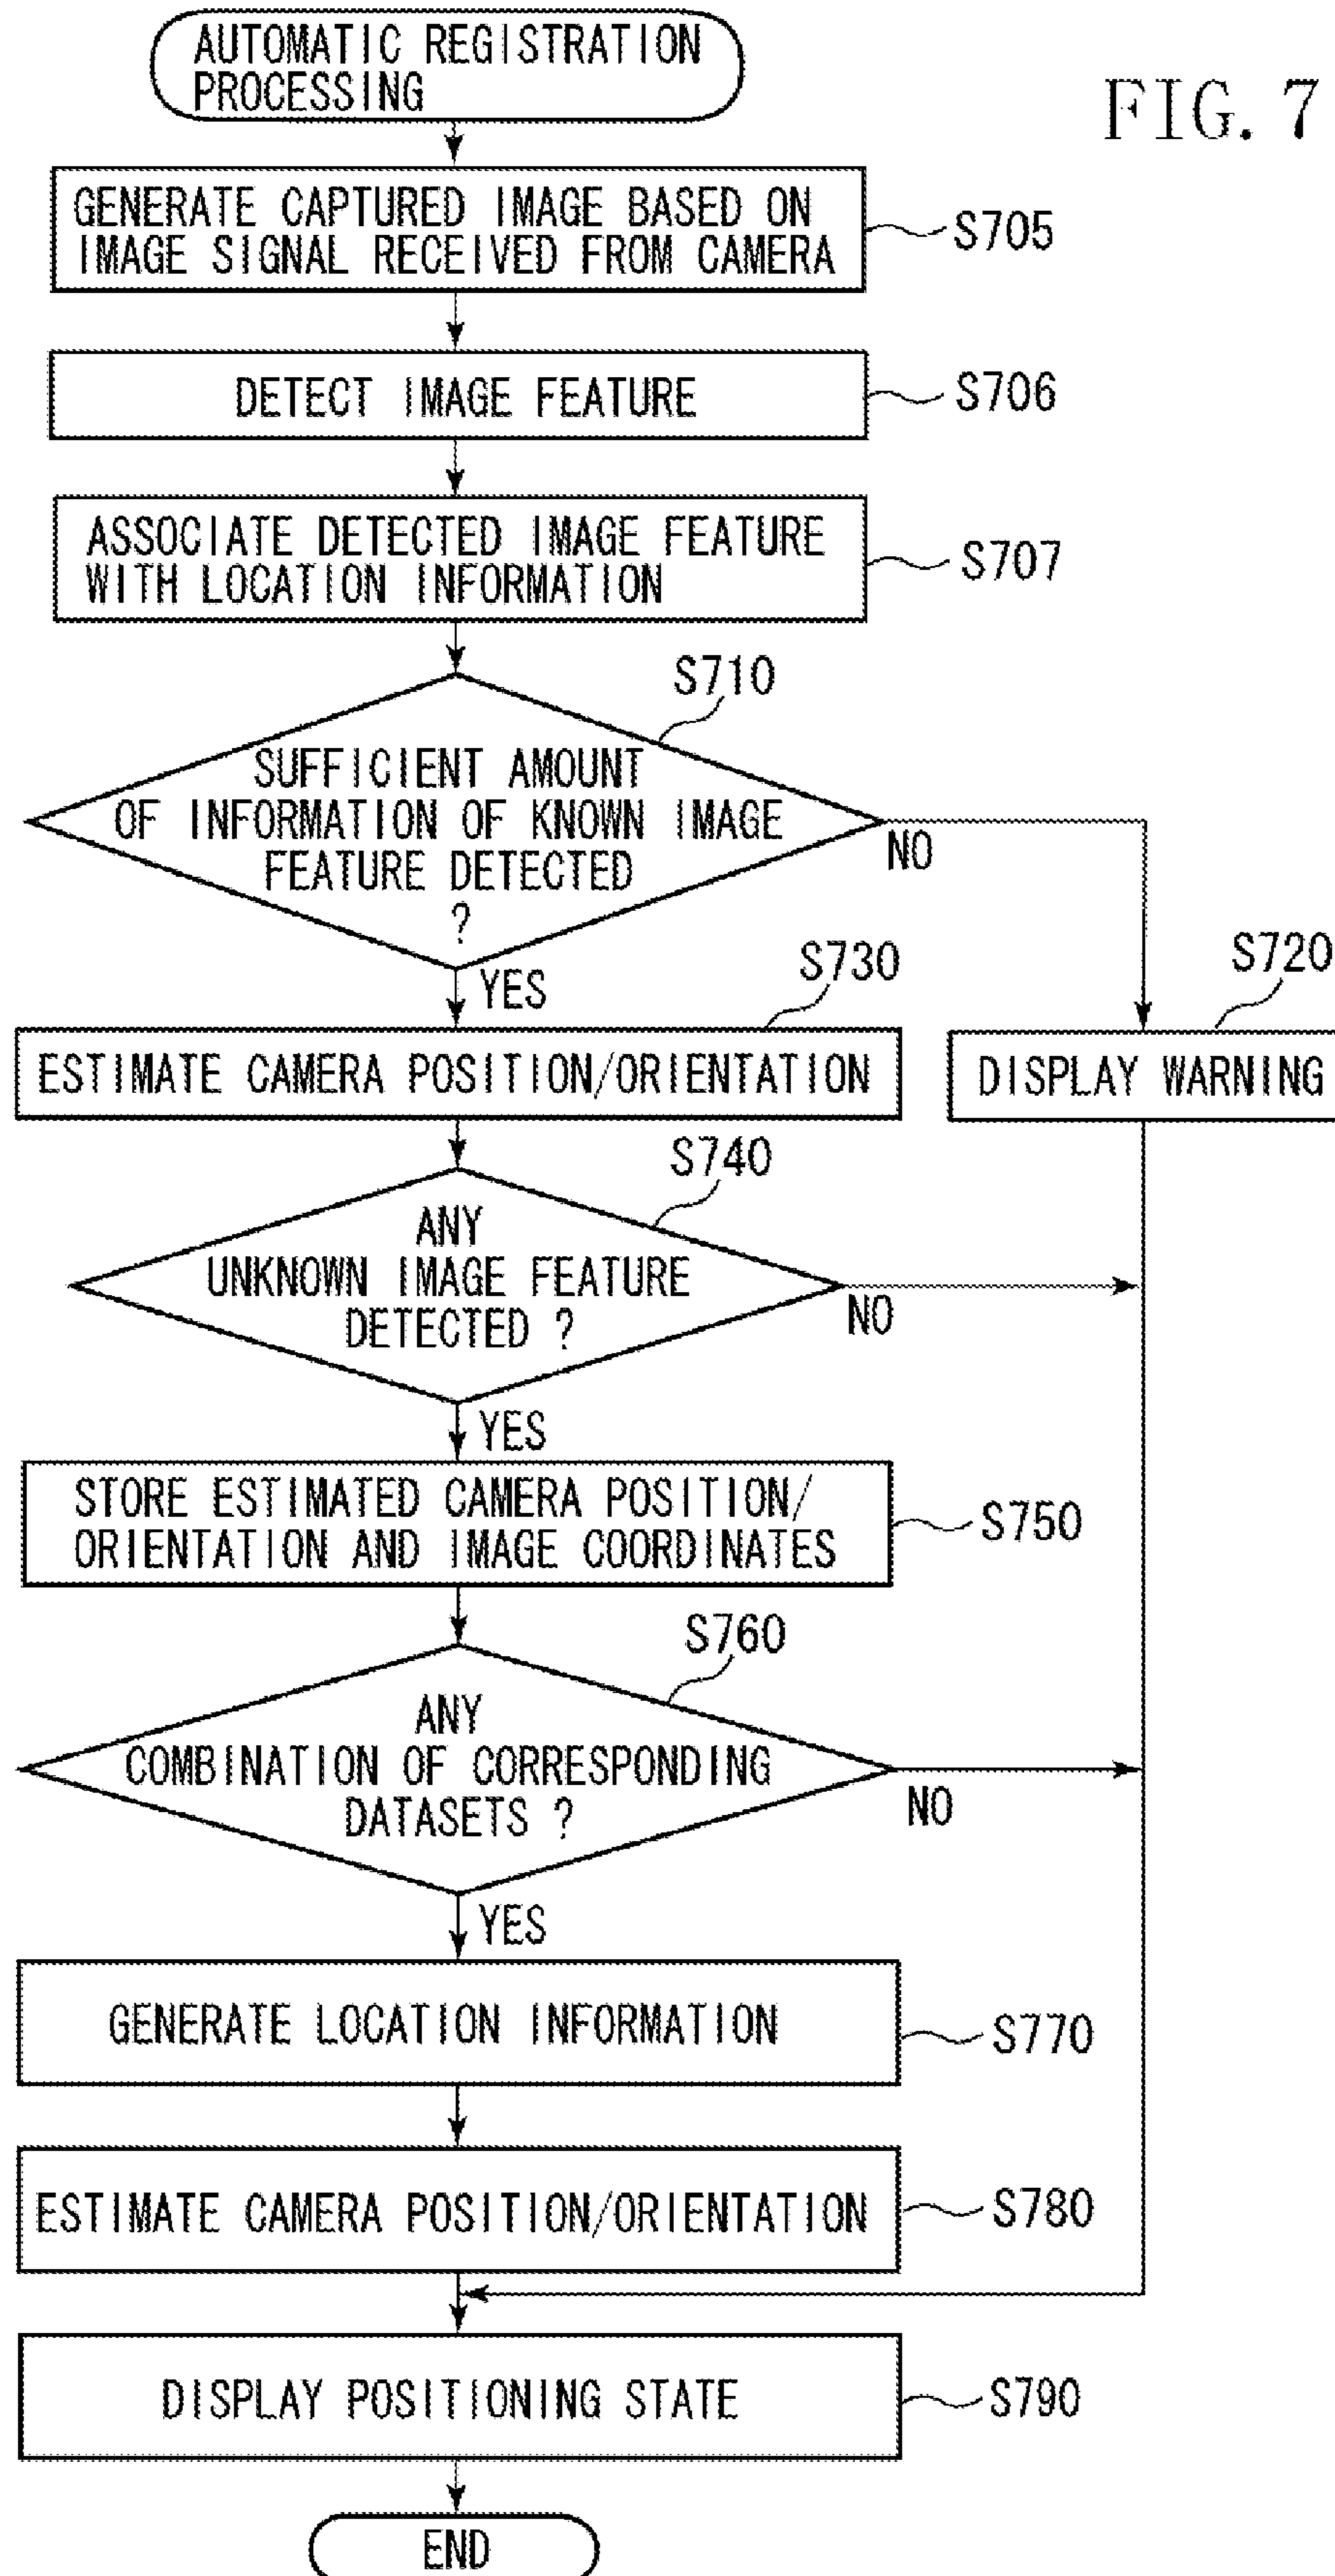 AUTOMATIC REGISTRATION
PROCESSING
FIG. 7
GENERATE CAPTURED IMAGE BASED ON
IMAGE SIGNAL RECEIVED FROM CAMERA
S705
DETECT IMAGE FEATURE
S706
ASSOCIATE DETECTED IMAGE FEATURE
WITH LOCATION INFORMATION
S707
S710
SUFFICIENT AMOUNT
OF INFORMATION OF KNOWN IMAGE
FEATURE DETECTED
?
NO
YES
S730
S720
ESTIMATE CAMERA POSITION/ORIENTATION
DISPLAY WARNING
S740
ANY
UNKNOWN IMAGE FEATURE
DETECTED ?
NO
YES
STORE ESTIMATED CAMERA POSITION/
ORIENTATION AND IMAGE COORDINATES
S750
S760
ANY
COMBINATION OF CORRESPONDING
DATASETS ?
NO
YES
GENERATE LOCATION INFORMATION
S770
ESTIMATE CAMERA POSITION/ORIENTATION
S780
DISPLAY POSITIONING STATE
S790
END